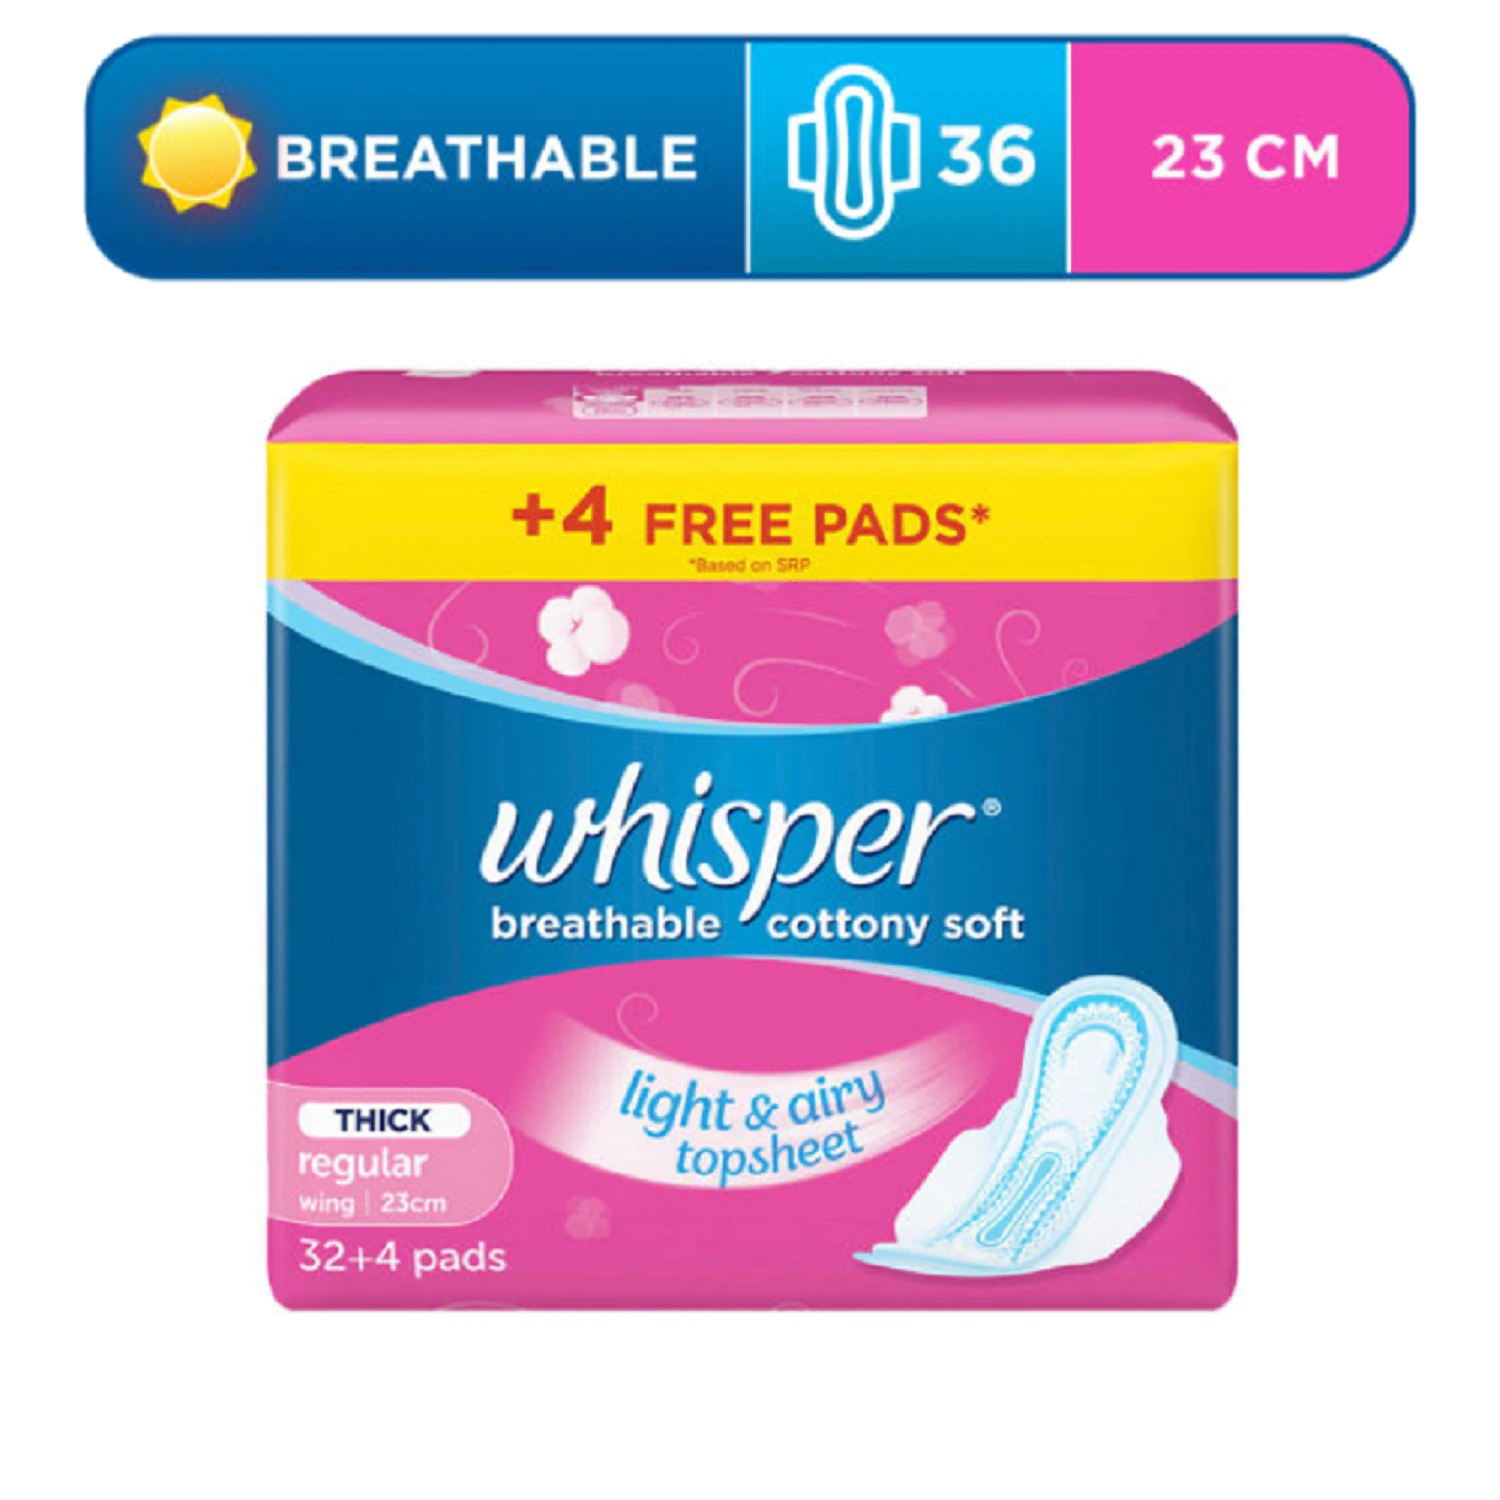 BREATHABLE
36
23 CM
+4 FREE PADS*
*Based on SRP
whisper®
breathable cottony soft
light & airy
topsheet
THICK
regular
wing | 23cm
32+4 pads